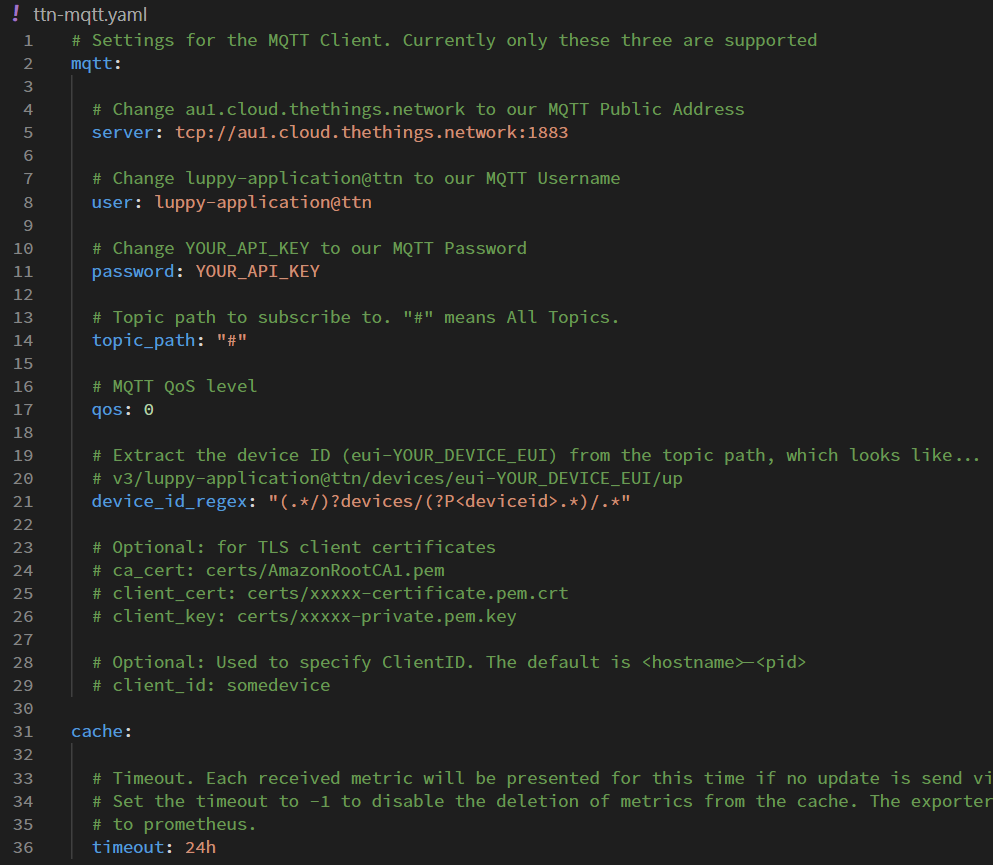 ! ttn-mqtt.yaml
1 # Settings for the MQTT Client. Currently only these three are supported
2 mqtt:
3
4 # Change au1.cloud.thethings.network to our MQTT Public Address
5 server: tcp://au1.cloud.thethings.network:1883
6
7 # Change luppy-application@ttn to our MQTT Username
8 user: luppy-application@ttn
9
10 # Change YOUR_API_KEY to our MQTT Password
11 password: YOUR_API_KEY
12
13 # Topic path to subscribe to. "#" means All Topics.
14 topic_path: "#"
15
16 # MQTT QoS level
17 qos: 0
18
19 # Extract the device ID (eui-YOUR_DEVICE_EUI) from the topic path, which looks like...
20 # v3/luppy-application@ttn/devices/eui-YOUR_DEVICE_EUI/up
21 device_id_regex: "(.*/)?devices/(?P<deviceid>.*)/.*"
22
23 # Optional: for TLS client certificates
24 # ca_cert: certs/AmazonRootCA1.pem
25 # client_cert: certs/xxxxx-certificate.pem.crt
26 # client_key: certs/xxxxx-private.pem.key
27
28 # Optional: Used to specify ClientID. The default is <hostname>-<pid>
29 # client_id: somedevice
30
31 cache:
32
33 # Timeout. Each received metric will be presented for this time if no update is send vi
34 # Set the timeout to -1 to disable the deletion of metrics from the cache. The exporter
35 # to prometheus.
36 timeout: 24h